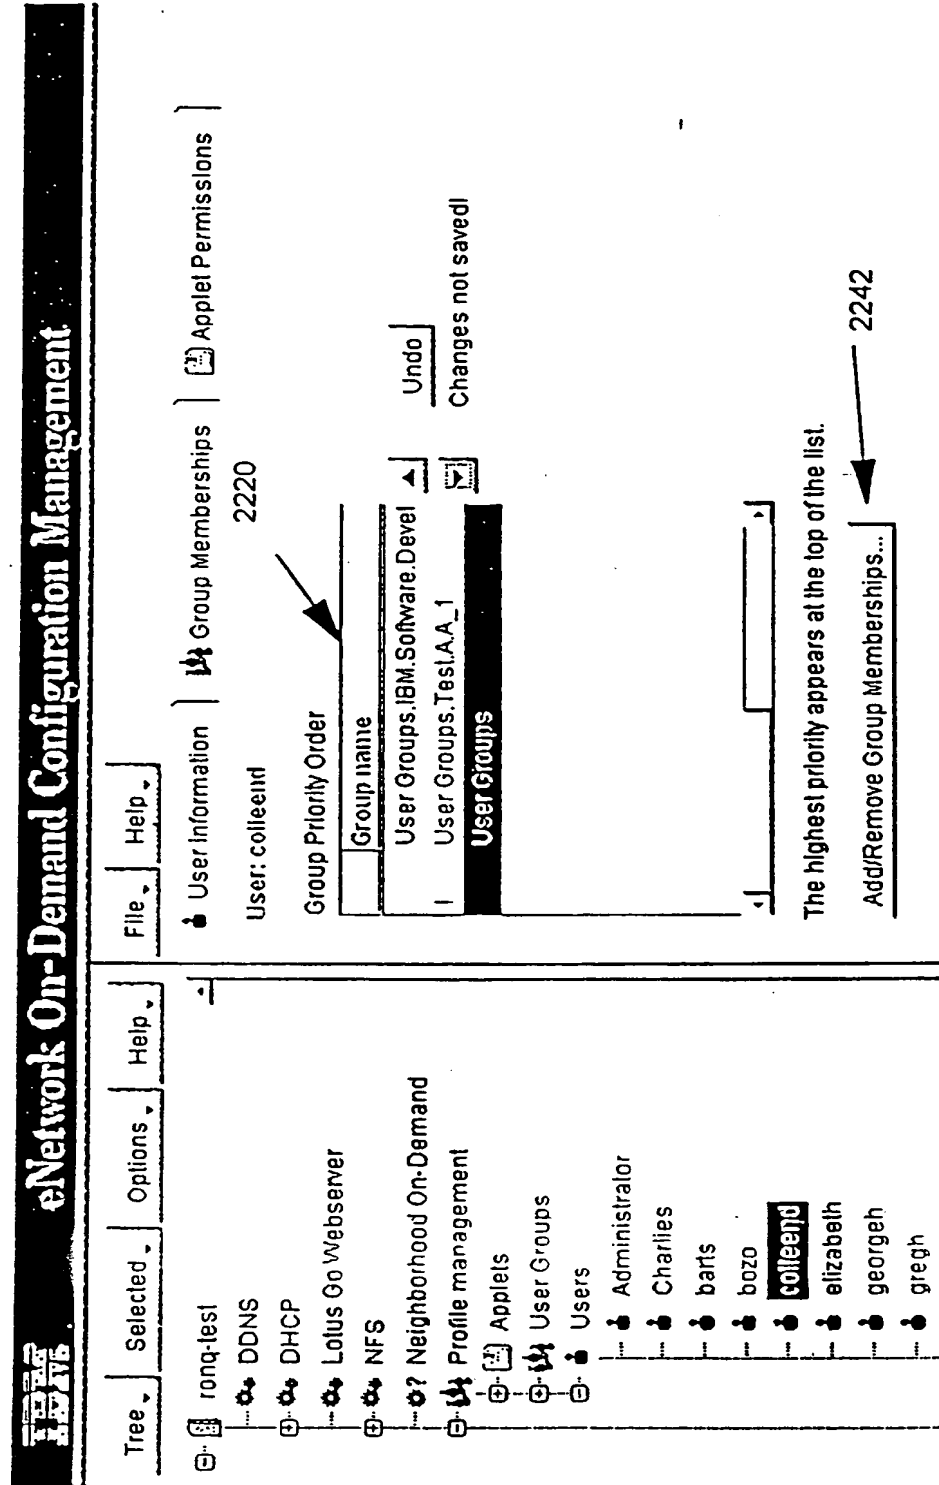 IBM eNetwork On-Demand Configuration Management
Tree Selected Options Help
ronq-test
DDNS
DHCP
Lotus Go Webserver
NFS
? Neighborhood On-Demand
Profile management
Applets
User Groups
Users
Administrator
Charlies
barts
bozo
colleend
elizabeth
georgeh
gregh
File Help
User Information Group Memberships Applet Permissions
User: colleend
2220
Group Priority Order
Group name
User Groups.IBM.Software.Devel
User Groups.Test.A.A_1
User Groups
Undo
Changes not saved!
The highest priority appears at the top of the list.
Add/Remove Group Memberships...
2242